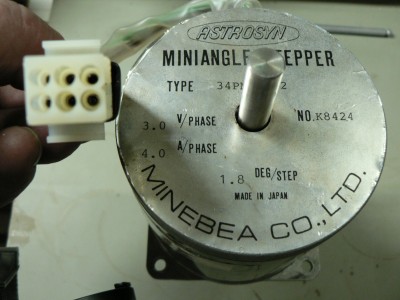 ASTROSYN
MINIANGLE STEPPER
TYPE
3.0 V/PHASE NO.K8424
4.0 A/PHASE
1.8 DEG/STEP
MADE IN JAPAN
MINEBEA CO., LTD.